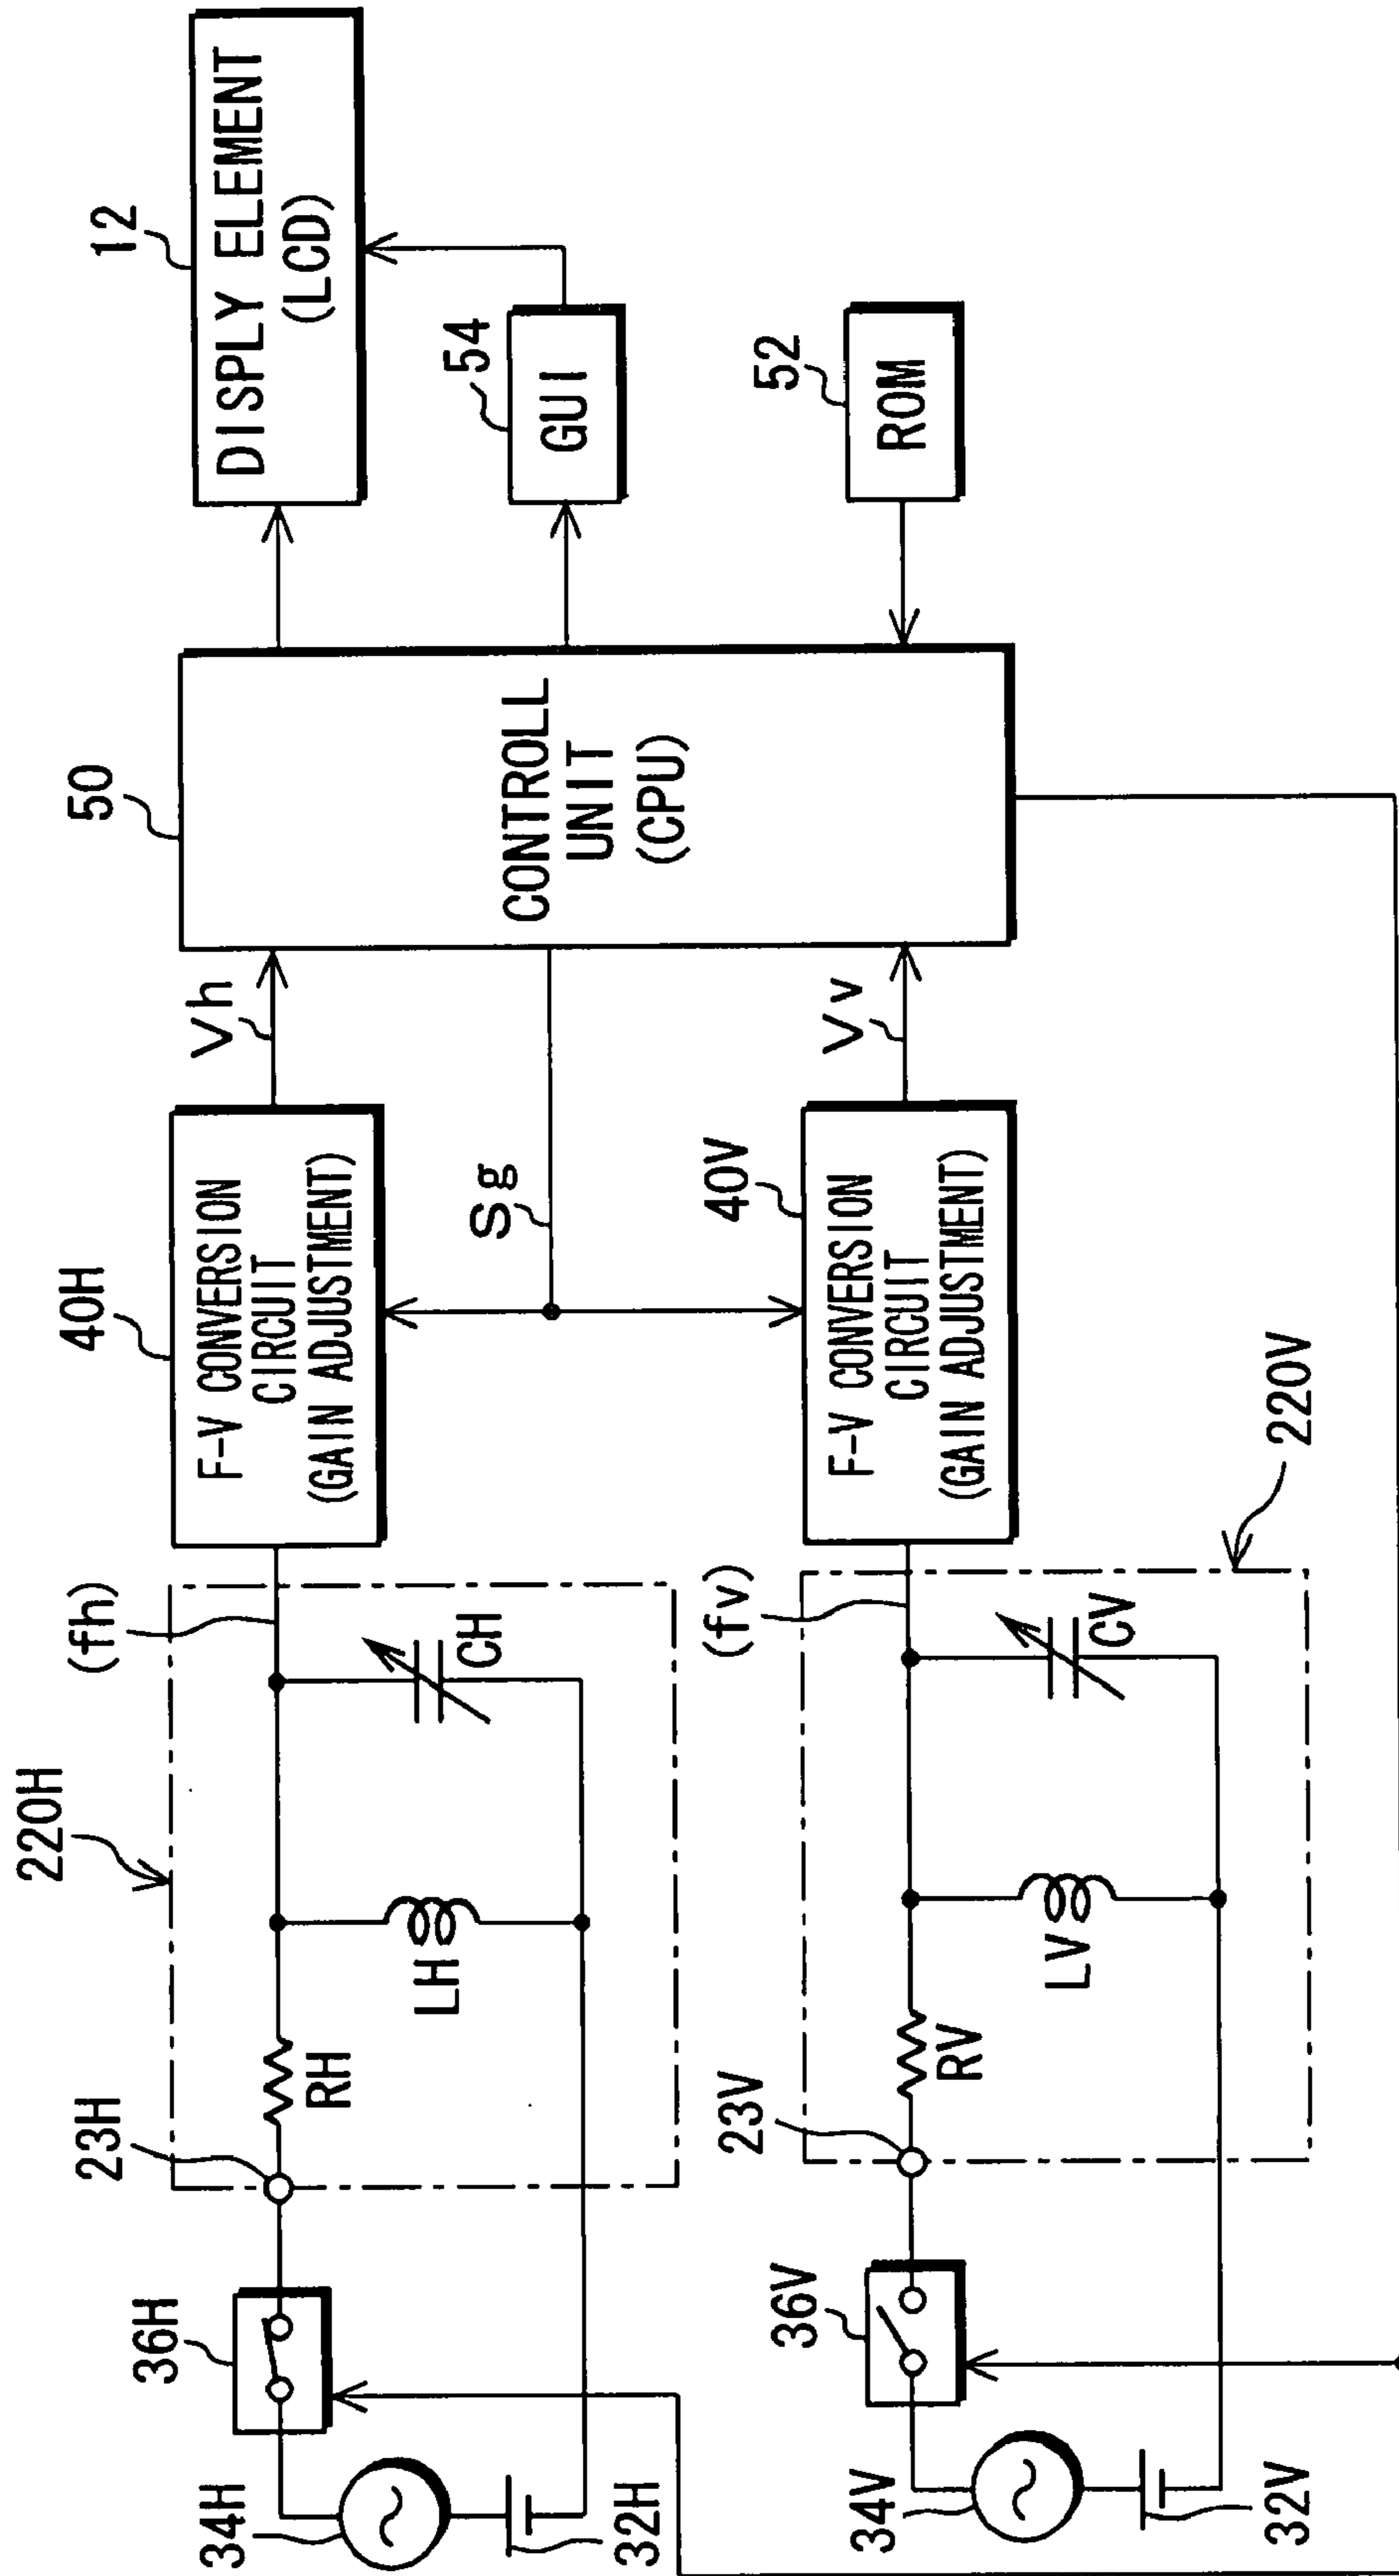 220H
36H
23H
34H
RH
LH
CH
(fh)
32H
40H
F-V CONVERSION
CIRCUIT
(GAIN ADJUSTMENT)
Vh
Sg
50
CONTROLL
UNIT
(CPU)
12
DISPLY ELEMENT
(LCD)
54
GUI
52
ROM
36V
23V
34V
RV
LV
CV
(fv)
32V
220V
40V
F-V CONVERSION
CIRCUIT
(GAIN ADJUSTMENT)
Vv